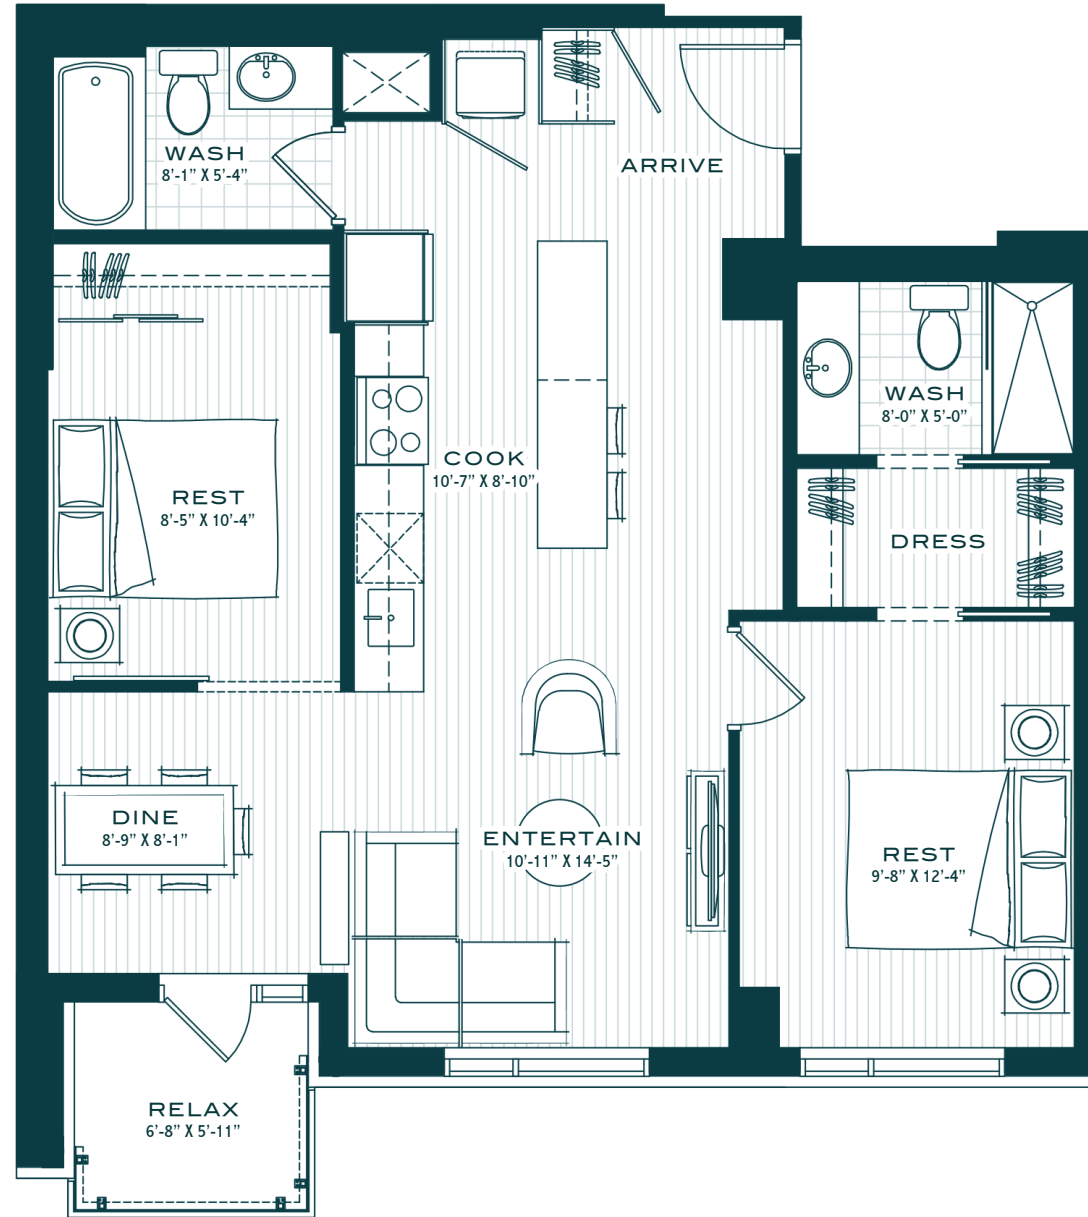 WASH
8'-1" X 5'-4"
ARRIVE
WASH
8'-0" X 5'-0"
COOK
10'-7" X 8'-10"
REST
8'-5" X 10'-4"
DRESS
DINE
8'-9" X 8'-1"
ENTERTAIN
10'-11" X 14'-5"
REST
9'-8" X 12'-4"
RELAX
6'-8" X 5'-11"